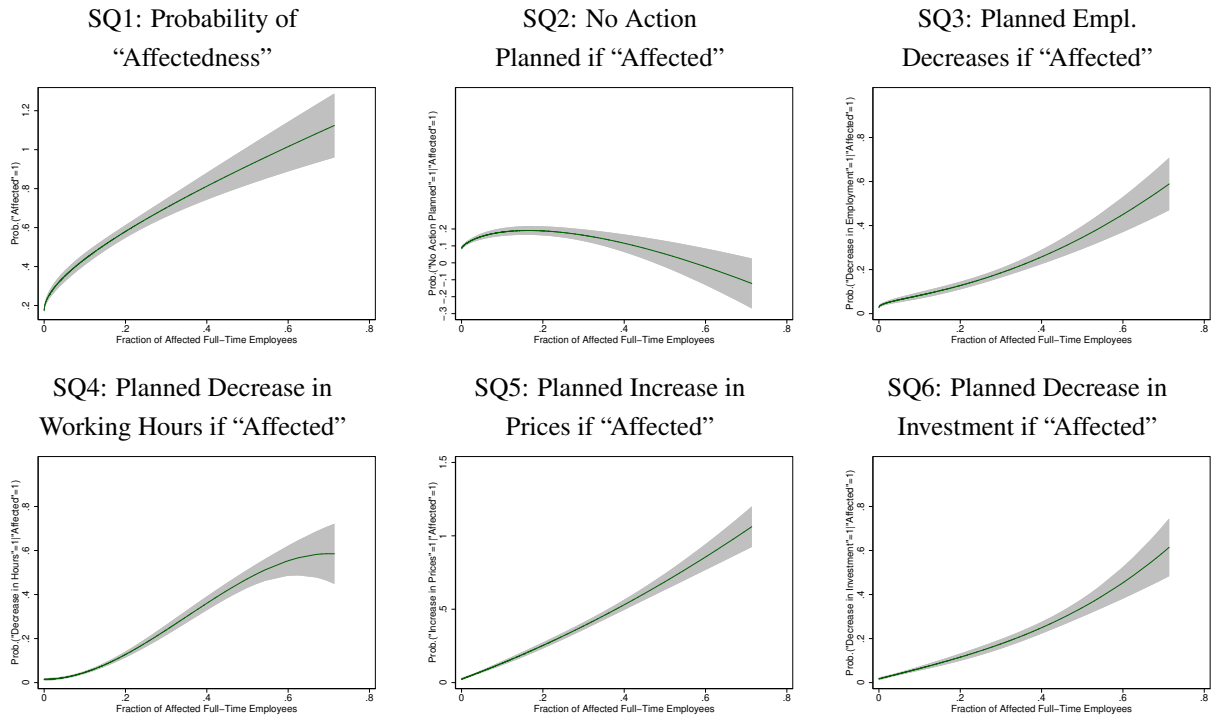 SQ1: Probability of
“Affectedness”
Prob.("Affected"=1)
.2
.4
.6
.8
1
1.2
0
.2
.4
.6
.8
Fraction of Affected Full−Time Employees
SQ2: No Action
Planned if “Affected”
Prob.("No Action Planned"=1|"Affected"=1)
−.3
−.2
−.1
0
.1
.2
0
.2
.4
.6
.8
Fraction of Affected Full−Time Employees
SQ3: Planned Empl.
Decreases if “Affected”
Prob.("Decrease in Employment"=1|"Affected"=1)
0
.2
.4
.6
.8
0
.2
.4
.6
.8
Fraction of Affected Full−Time Employees
SQ4: Planned Decrease in
Working Hours if “Affected”
Prob.("Decrease in Hours"=1|"Affected"=1)
0
.2
.4
.6
.8
0
.2
.4
.6
.8
Fraction of Affected Full−Time Employees
SQ5: Planned Increase in
Prices if “Affected”
Prob.("Increase in Prices"=1|"Affected"=1)
0
.5
1
1.5
0
.2
.4
.6
.8
Fraction of Affected Full−Time Employees
SQ6: Planned Decrease in
Investment if “Affected”
Prob.("Decrease in Investment"=1|"Affected"=1)
0
.2
.4
.6
.8
0
.2
.4
.6
.8
Fraction of Affected Full−Time Employees